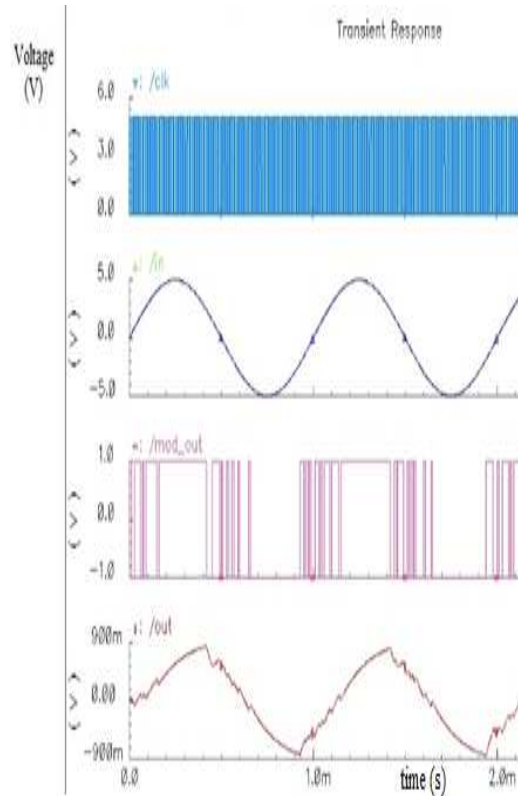 Transient Response
Voltage
(V)
/clk
6.0
3.0
0.0
(V)
/in
5.0
0.0
-5.0
(V)
/mod_out
1.0
0.0
-1.0
(V)
/out
900m
0.00
-900m
(V)
0.0 1.0m time (s) 2.0m